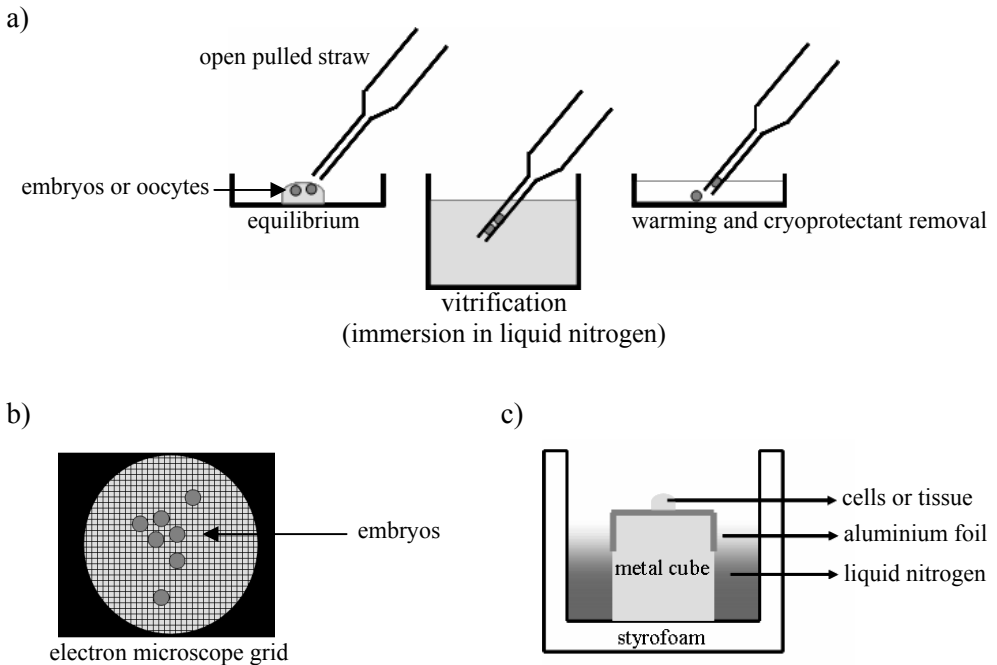 a)
open pulled straw
embryos or oocytes
equilibrium
warming and cryoprotectant removal
vitrification
(immersion in liquid nitrogen)
b)
embryos
electron microscope grid
c)
cells or tissue
aluminium foil
metal cube
liquid nitrogen
styrofoam